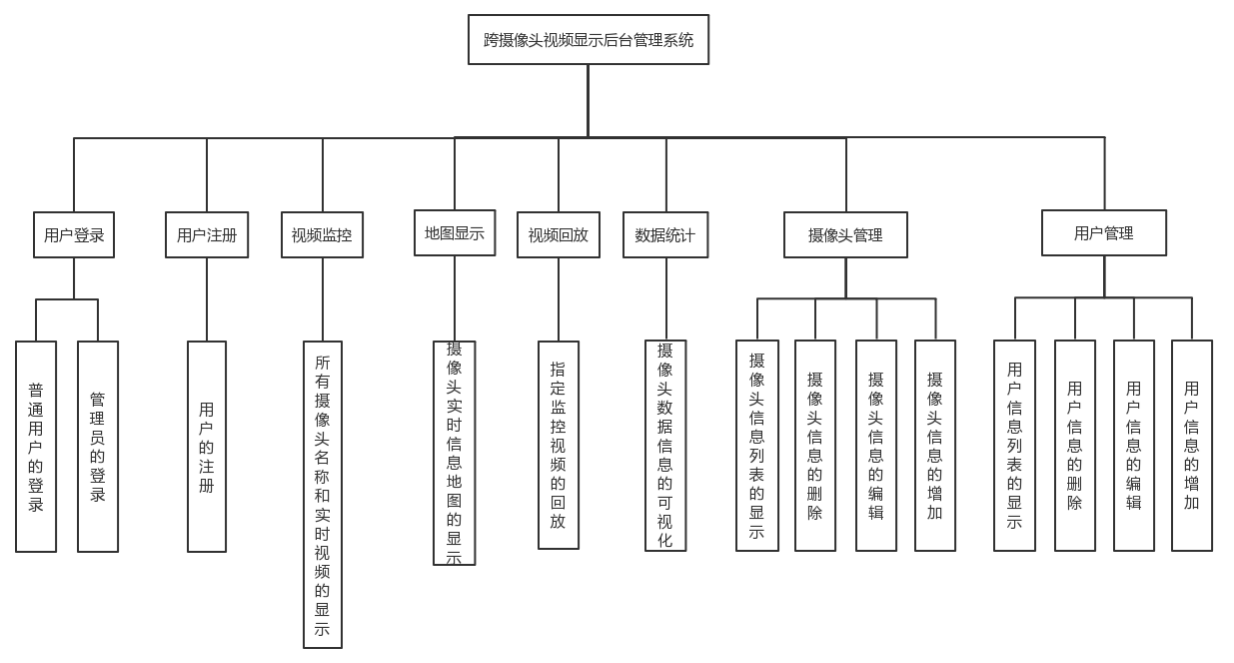 跨摄像头视频显示后台管理系统
用户登录
用户注册
视频监控
地图显示
视频回放
数据统计
摄像头管理
用户管理
普通用户的登录
管理员的登录
用户的注册
所有摄像头名称和实时视频的显示
摄像头实时信息地图的显示
指定监控视频的回放
摄像头数据信息的可视化
摄像头信息列表的显示
摄像头信息的删除
摄像头信息的编辑
摄像头信息的增加
用户信息列表的显示
用户信息的删除
用户信息的编辑
用户信息的增加